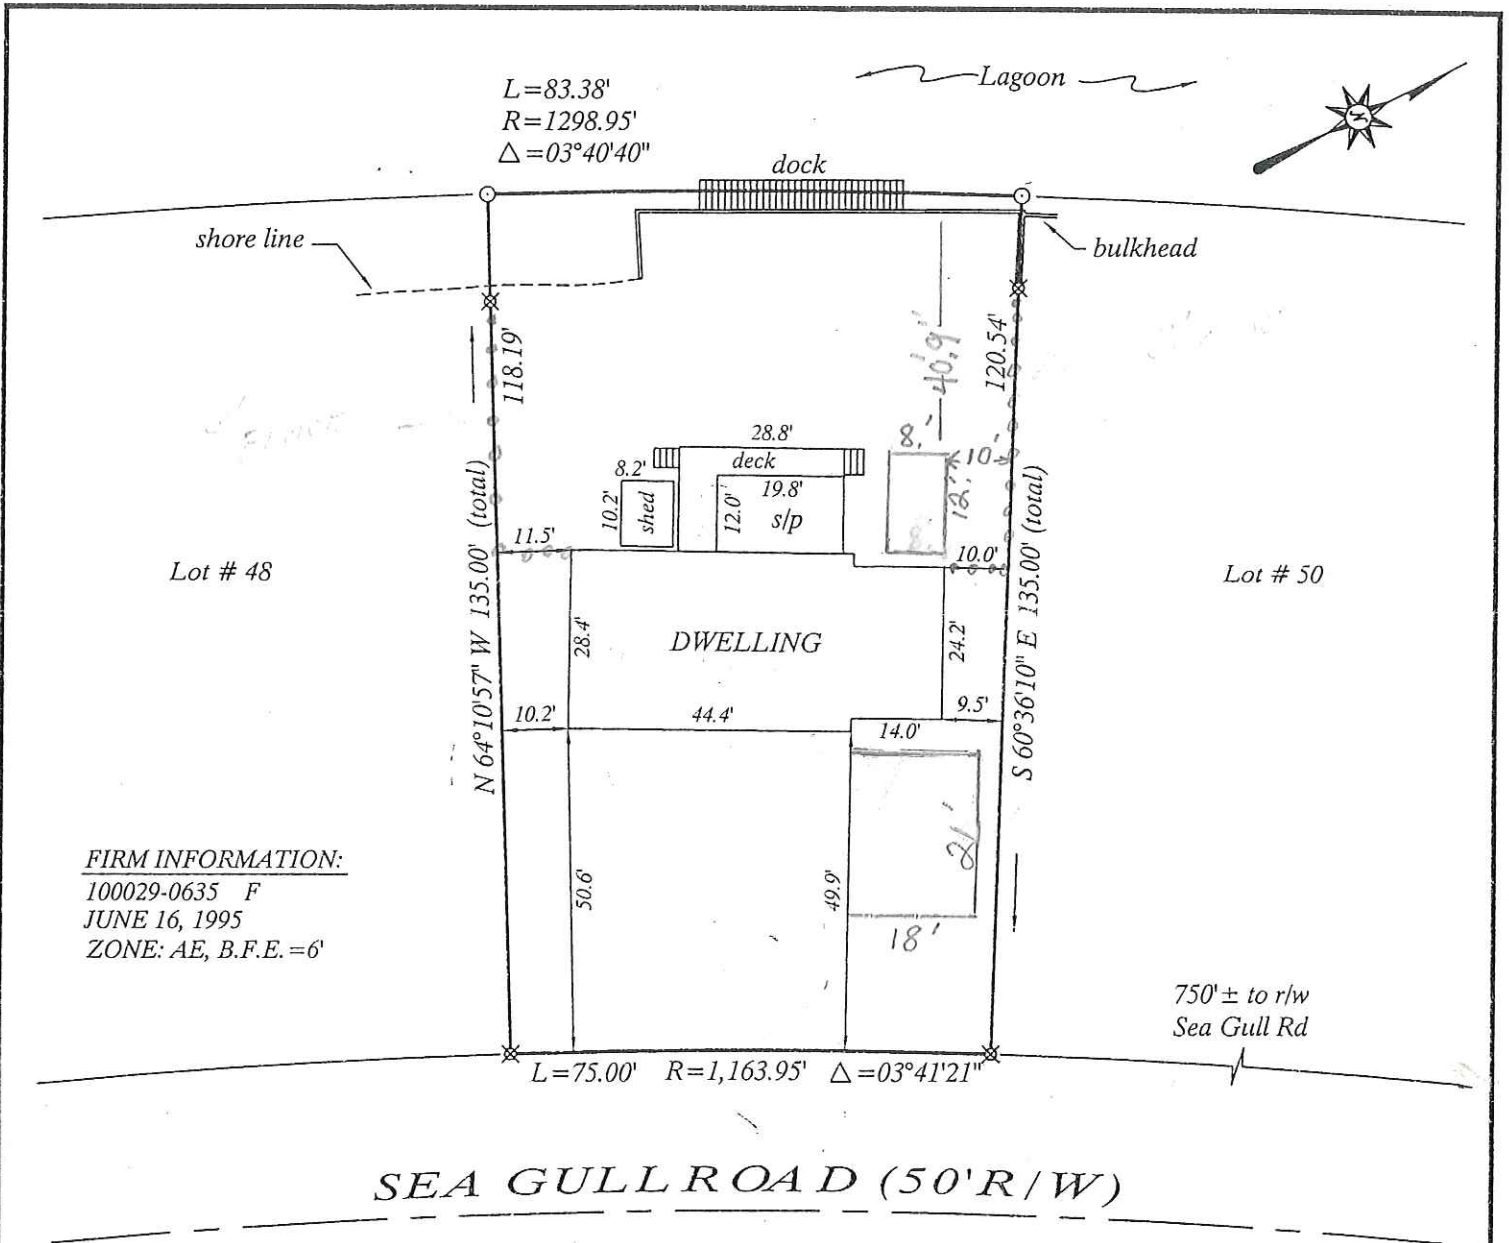 L=83.38'
R=1298.95'
△=03°40'40"
Lagoon
dock
shore line
bulkhead
118.19'
120.54'
40.9'
28.8'
8.'
deck
10'
8.2'
19.8'
12.'
10.2'
shed
12.0'
s/p
8.'
11.5'
10.0'
Lot # 48
Lot # 50
N 64°10'57" W 135.00' (total)
S 60°36'10" E 135.00' (total)
28.4'
DWELLING
24.2'
10.2'
44.4'
9.5'
14.0'
21'
FIRM INFORMATION:
100029-0635 F
JUNE 16, 1995
ZONE: AE, B.F.E.=6'
50.6'
49.9'
18'
750'± to r/w
Sea Gull Rd
L=75.00' R=1,163.95' △=03°41'21"
SEA GULL ROAD (50'R/W)